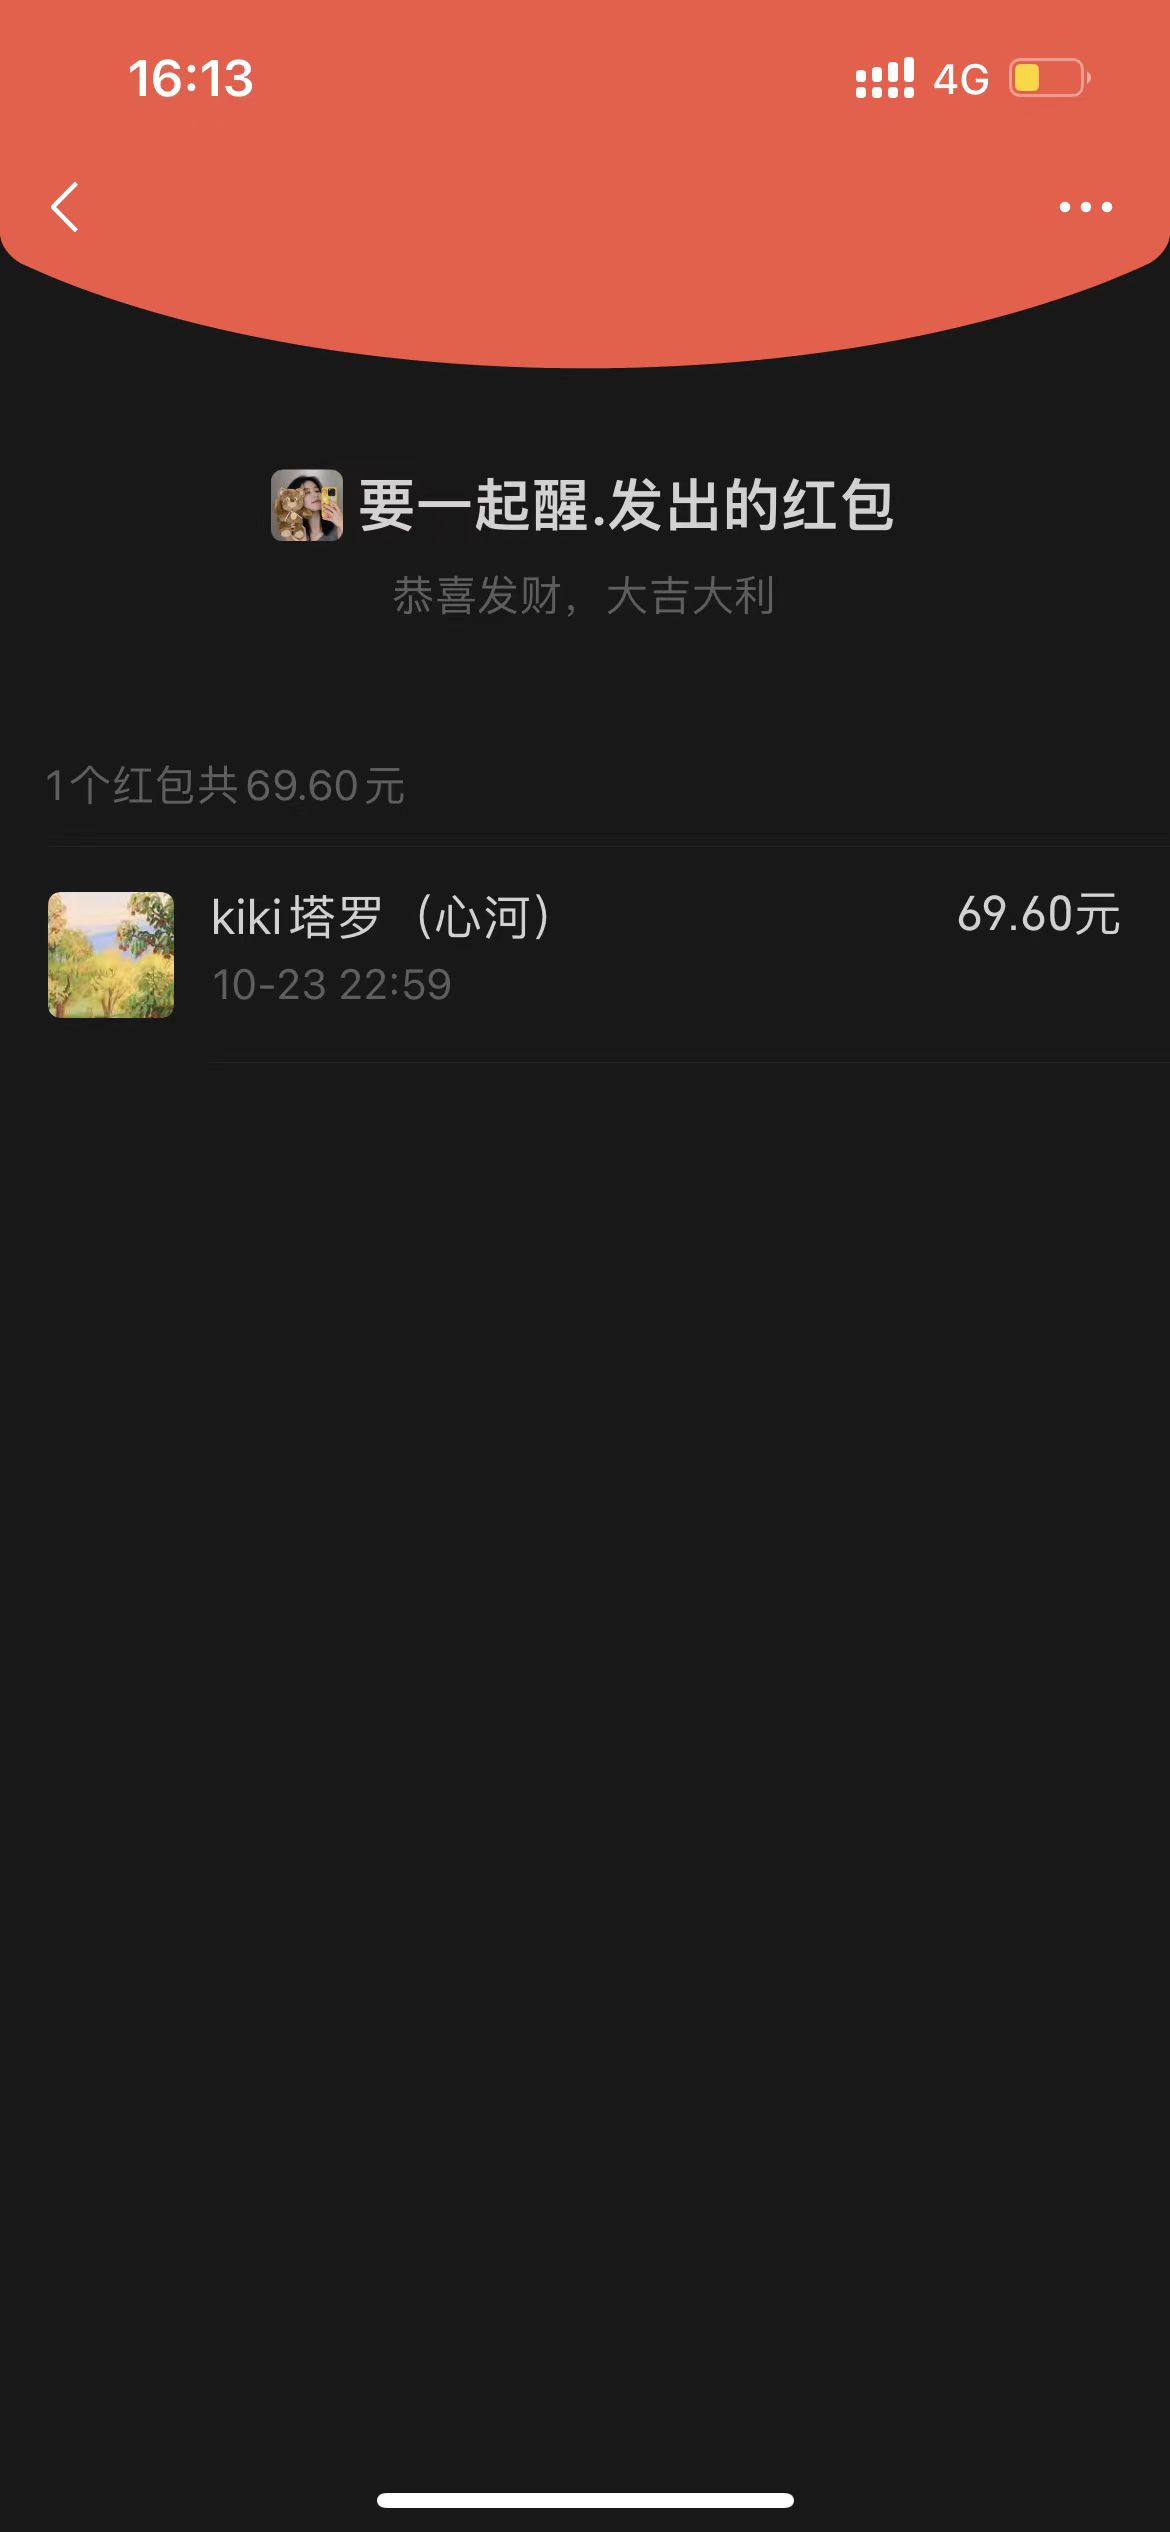 16:13
4G
要一起醒.发出的红包
恭喜发财，大吉大利
1个红包共69.60元
kiki塔罗（心河）
69.60元
10-23 22:59